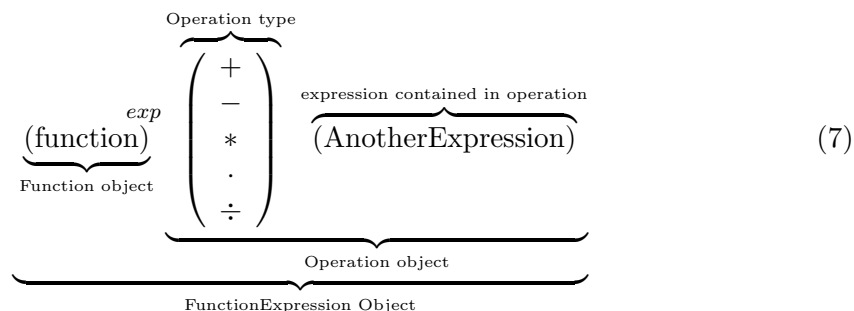 Operation type
+
−
expression contained in operation
(function)exp * (AnotherExpression) (7)
Function object
·
÷
Operation object
FunctionExpression Object